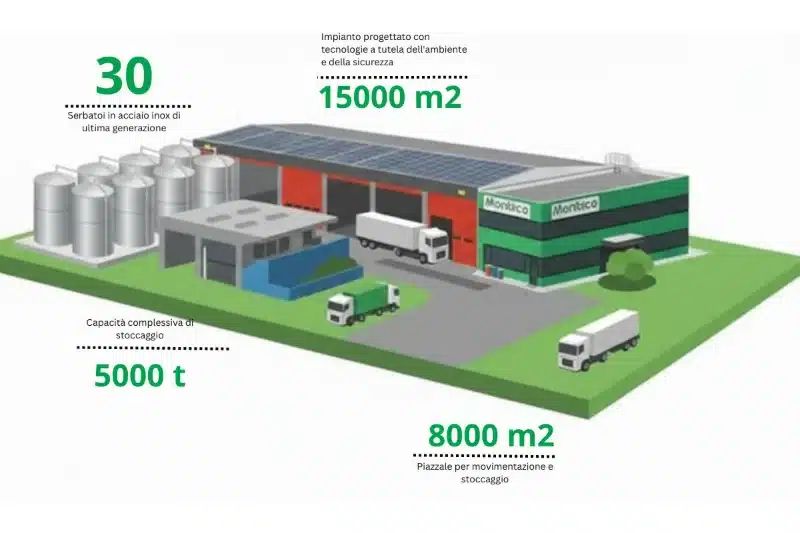 Impianto progettato con
tecnologie a tutela dell'ambiente
e della sicurezza
15000 m2
30
Serbatoi in acciaio inox di
ultima generazione
Montico
Montico
Capacità complessiva di
stoccaggio
5000 t
8000 m2
Piazzale per movimentazione e
stoccaggio